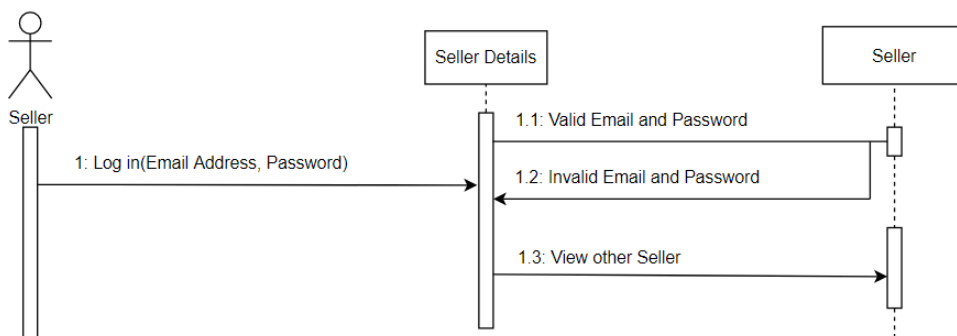 Seller Details
Seller
Seller
1.1: Valid Email and Password
1: Log in(Email Address, Password)
1.2: Invalid Email and Password
1.3: View other Seller